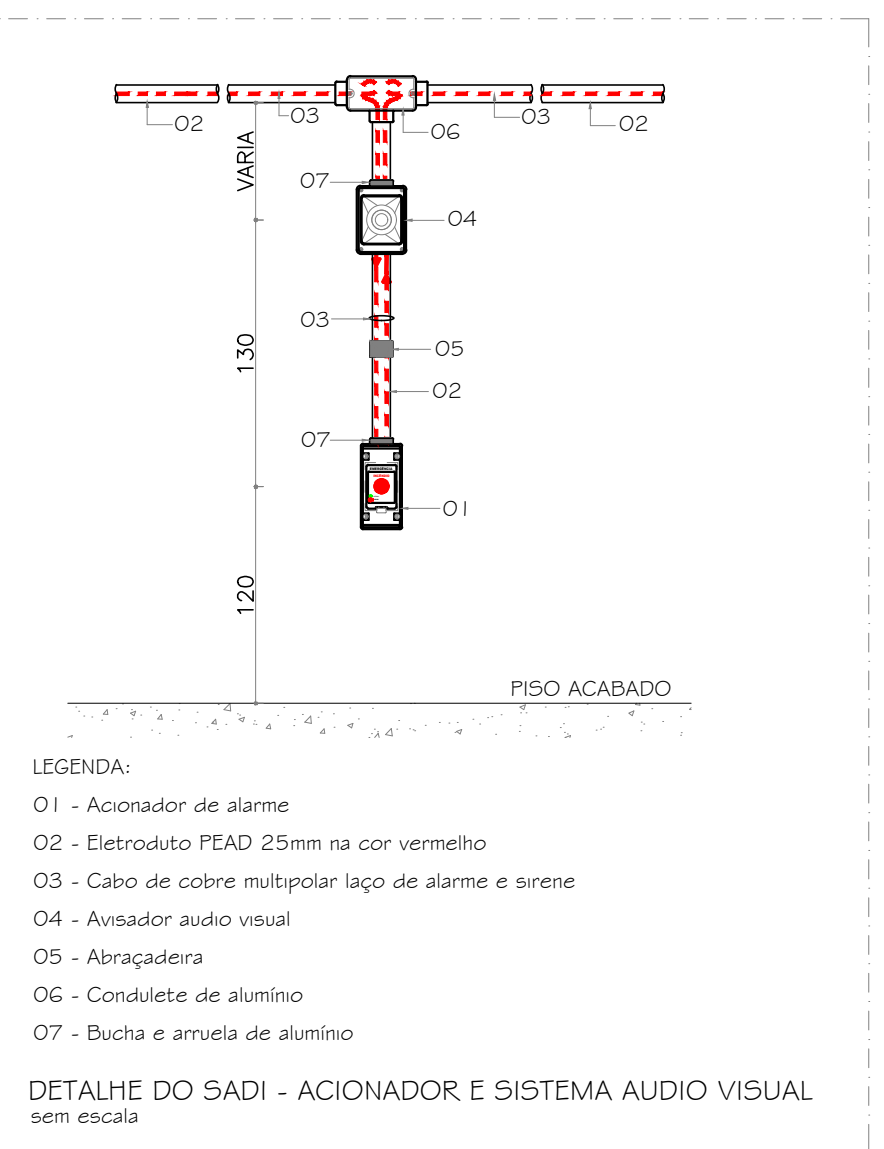 02
03
03
02
06
VARIA
07
04
03
130
05
02
07
EMERGÊNCIA
01
120
PISO ACABADO
LEGENDA:
01 - Acionador de alarme
02 - Eletroduto PEAD 25mm na cor vermelho
03 - Cabo de cobre multipolar laço de alarme e sirene
04 - Avisador audio visual
05 - Abraçadeira
06 - Condulete de alumínio
07 - Bucha e arruela de alumínio
DETALHE DO SADI - ACIONADOR E SISTEMA AUDIO VISUAL
sem escala